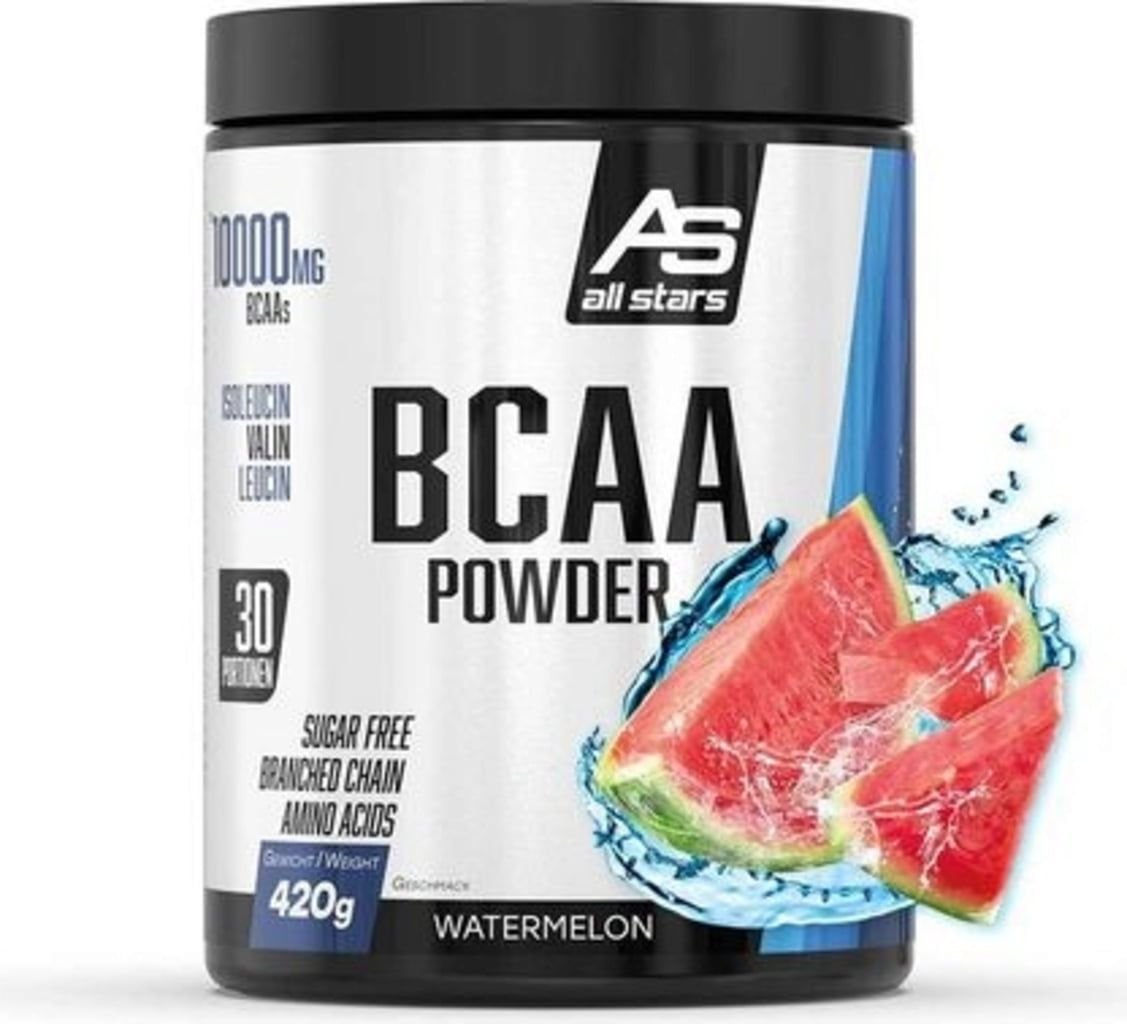 AS
all stars
10000MG
BCAAs
ISOLEUCIN
VALIN
LEUCIN
BCAA
POWDER
30
PORTIONEN
SUGAR FREE
BRANCHED CHAIN
AMINO ACIDS
GEWICHT / WEIGHT
420g
GESCHMACK
WATERMELON